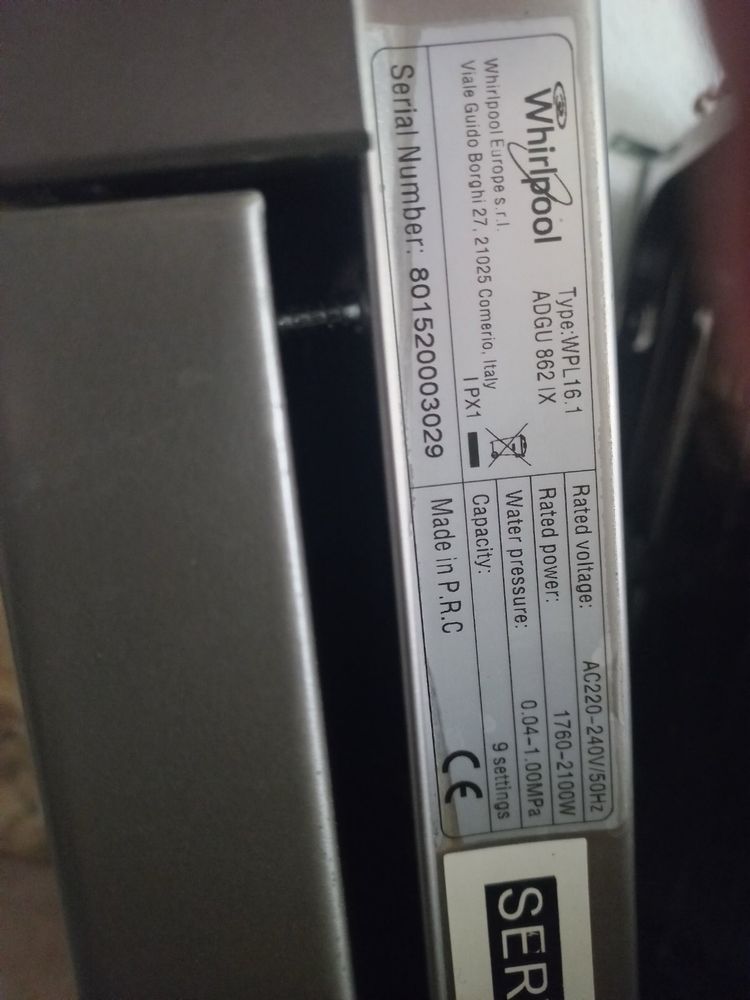 Whirlpool
Type:WPL16.1
ADGU 862 IX
Whirlpool Europe s.r.l.
Viale Guido Borghi 27, 21025 Comerio, Italy
I PX1
Serial Number: 801520003029
Rated voltage: AC220-240V/50Hz
Rated power: 1760-2100W
Water pressure: 0.04-1.00MPa
Capacity: 9 settings
Made in P.R.C
CE
SER